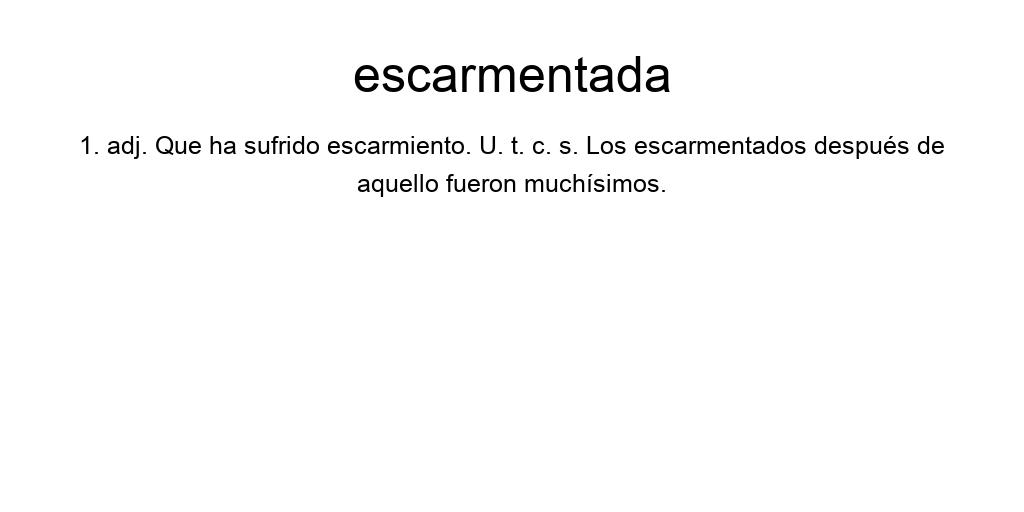 escarmentada
1. adj. Que ha sufrido escarmiento. U. t. c. s. Los escarmentados después de
aquello fueron muchísimos.